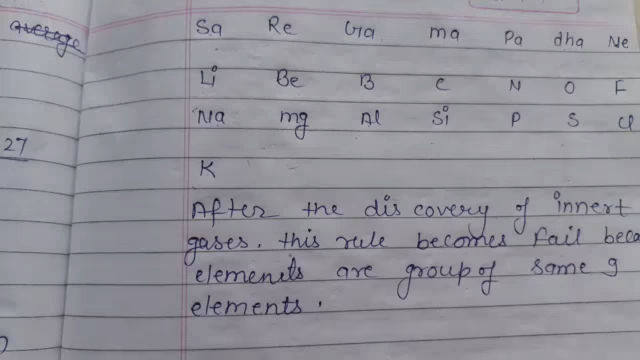 average
Sa Re Ga ma Pa dha Ne
Li Be B C N O F
Na mg Al Si P S Cl
27
K
After the discovery of innert
gases. this rule becomes fail beca
elements are group of same 9
elements.